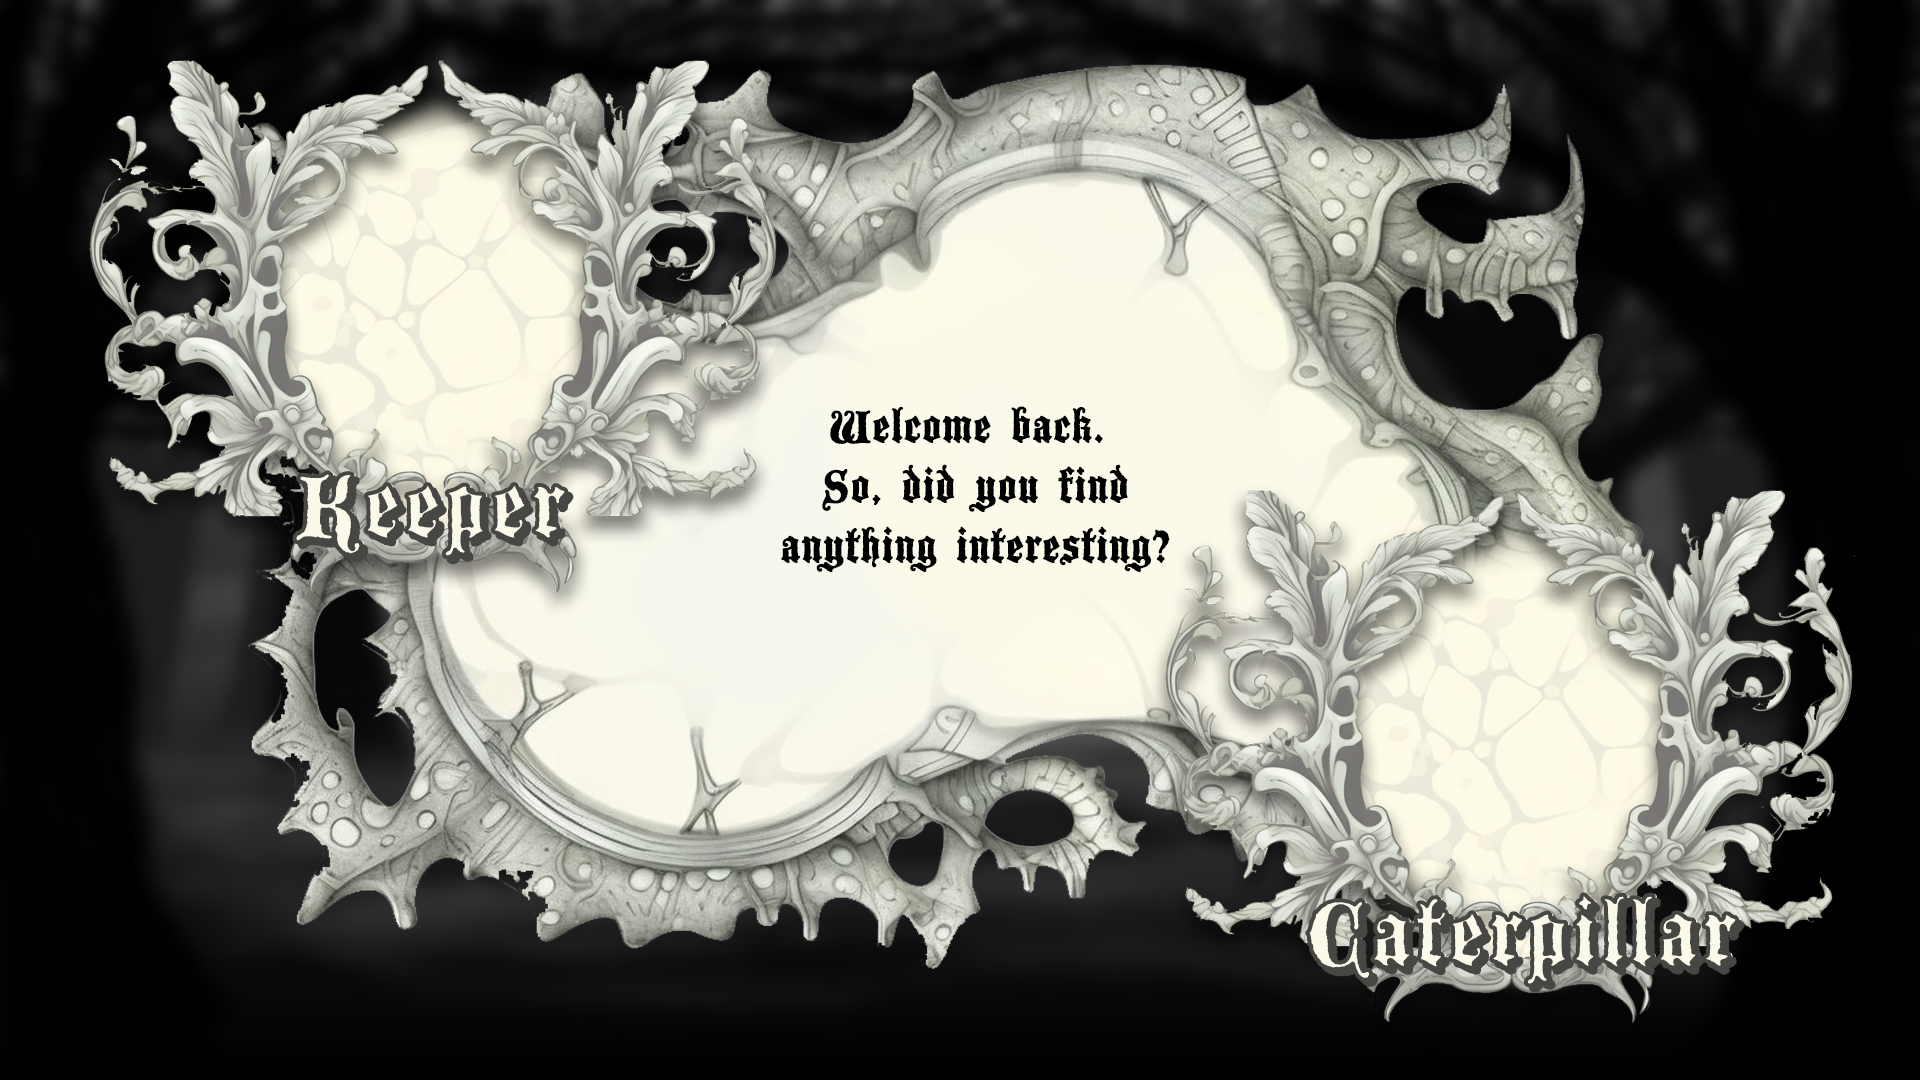 Keeper
Welcome back.
So, did you find
anything interesting?
Caterpillar